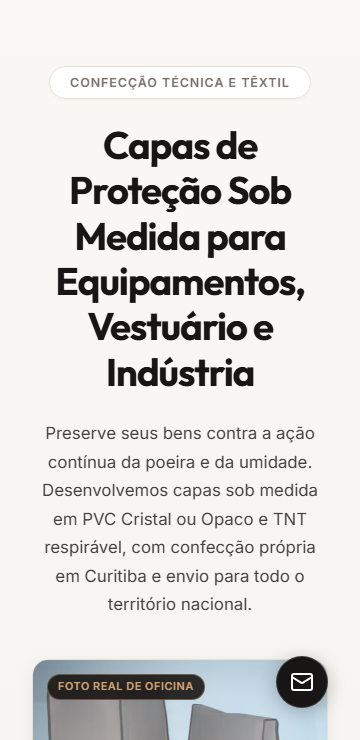 CONFECÇÃO TÉCNICA E TÊXTIL
Capas de
Proteção Sob
Medida para
Equipamentos,
Vestuário e
Indústria
Preserve seus bens contra a ação
contínua da poeira e da umidade.
Desenvolvemos capas sob medida
em PVC Cristal ou Opaco e TNT
respirável, com confecção própria
em Curitiba e envio para todo o
território nacional.
FOTO REAL DE OFICINA